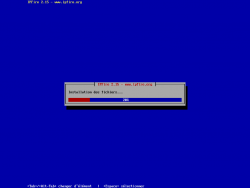 IPFire 2.15 - www.ipfire.org
IPFire 2.15 - www.ipfire.org
Installation des fichiers...
20%
<Tab>/<Alt-Tab> changer d'élément | <Espace> sélectionner